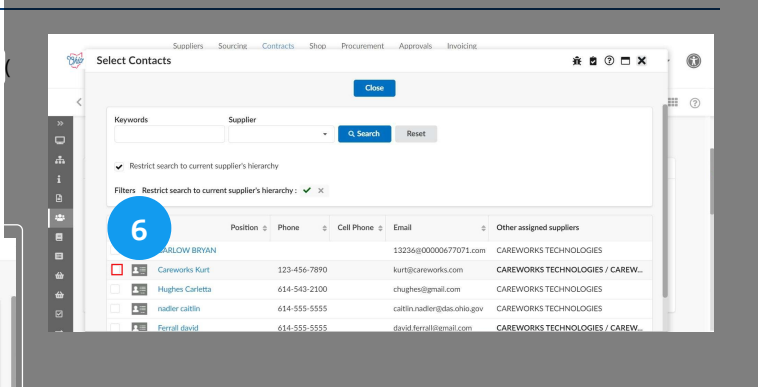 Suppliers Sourcing Contracts Shop Procurement Approvals Invoicing
Select Contacts
Close
Keywords Supplier
Search Reset
Restrict search to current supplier's hierarchy
Filters Restrict search to current supplier's hierarchy :
6
Position Phone Cell Phone Email Other assigned suppliers
BRYAN 13236@00000677071.com CAREWORKS TECHNOLOGIES
Careworks Kurt 123-456-7890 kurt@careworks.com CAREWORKS TECHNOLOGIES / CAREW...
Hughes Carletta 614-543-2100 chughes@gmail.com CAREWORKS TECHNOLOGIES
nadler caitlin 614-555-5555 caitlin.nadler@das.ohio.gov CAREWORKS TECHNOLOGIES
Ferrall david 614-555-5555 david.ferrall@gmail.com CAREWORKS TECHNOLOGIES / CAREW...